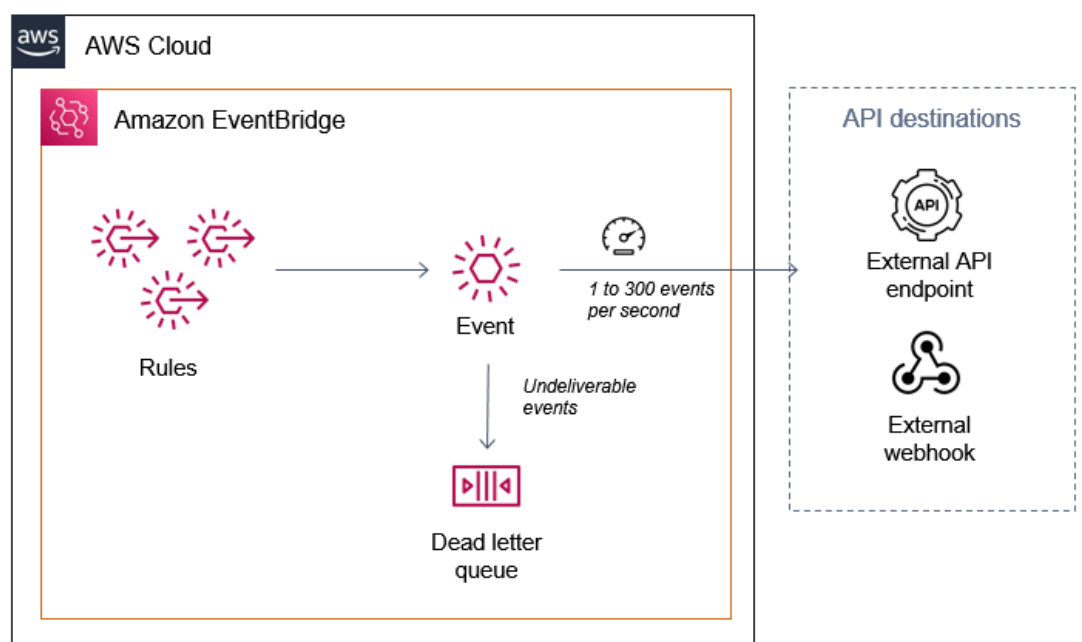 aws
AWS Cloud
Amazon EventBridge
API destinations
API
External API
endpoint
1 to 300 events
per second
Event
Rules
Undeliverable
events
External
webhook
Dead letter
queue